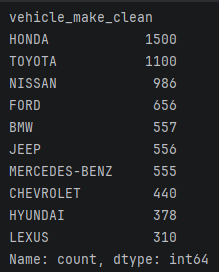 vehicle_make_clean
HONDA 1500
TOYOTA 1100
NISSAN 986
FORD 656
BMW 557
JEEP 556
MERCEDES-BENZ 555
CHEVROLET 440
HYUNDAI 378
LEXUS 310
Name: count, dtype: int64